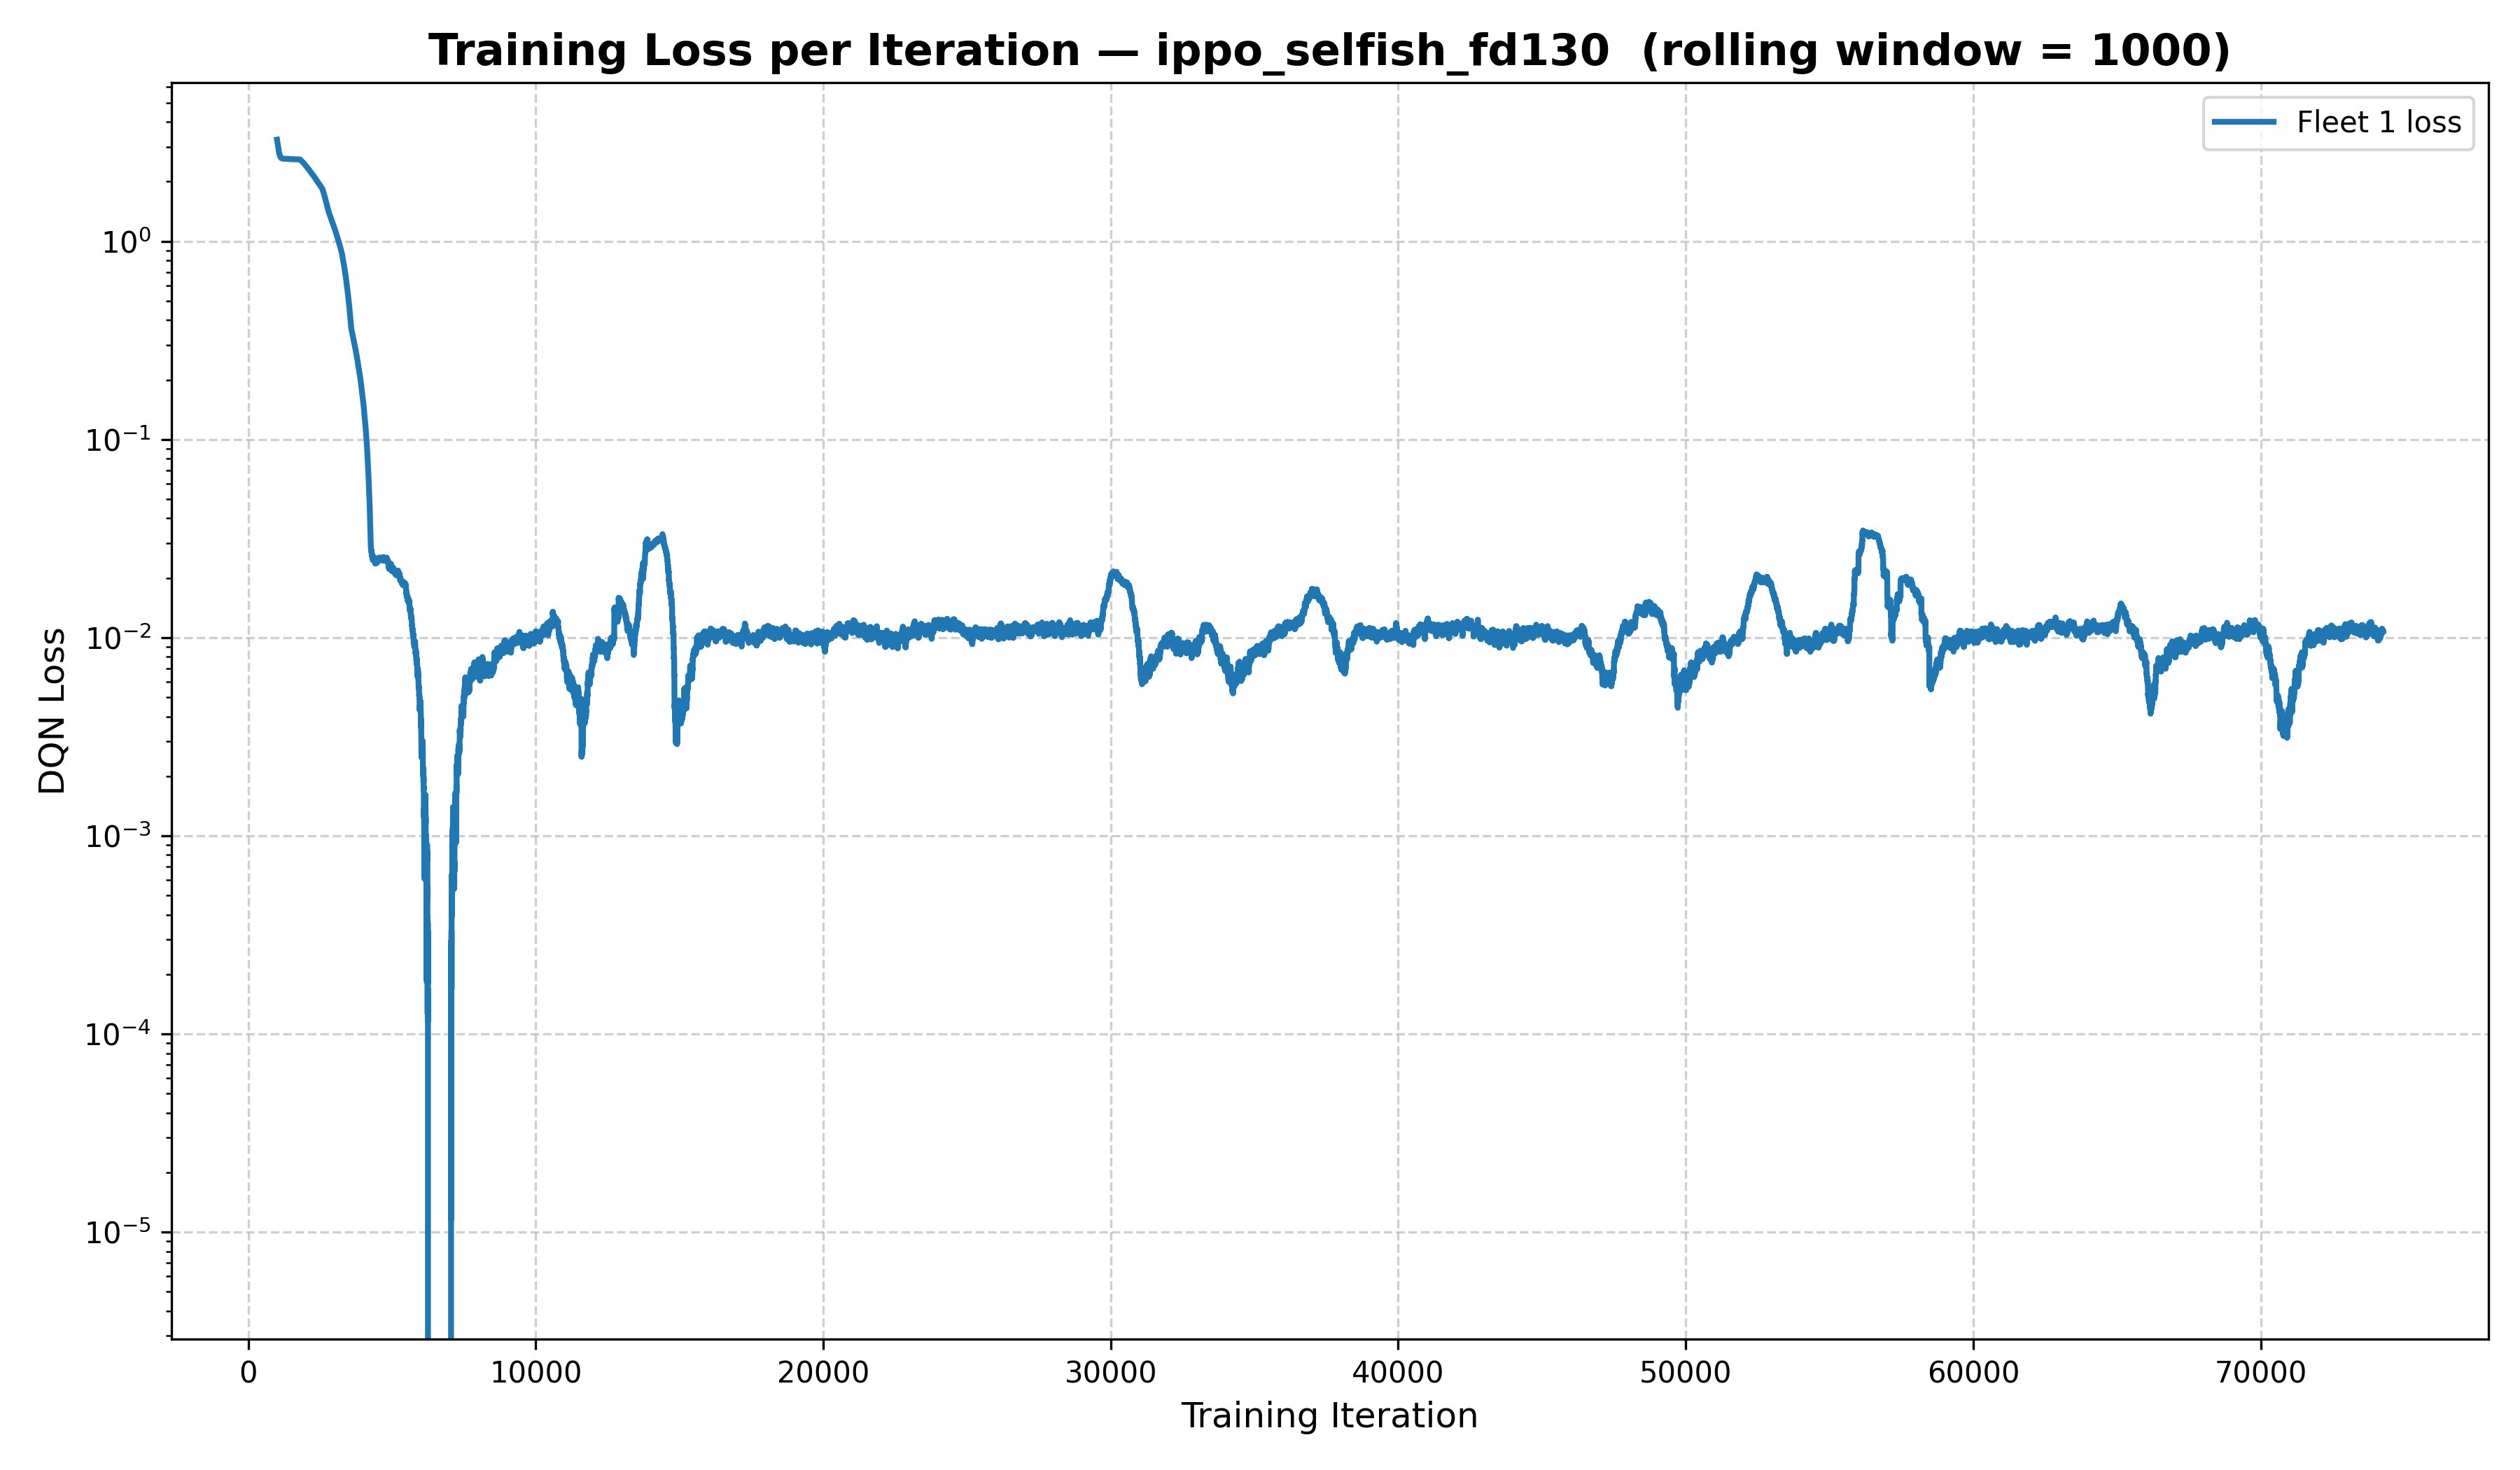 Training Loss per Iteration — ippo_selfish_fd130  (rolling window = 1000)
Fleet 1 loss
DQN Loss
10⁰
10⁻¹
10⁻²
10⁻³
10⁻⁴
10⁻⁵
0 10000 20000 30000 40000 50000 60000 70000
Training Iteration